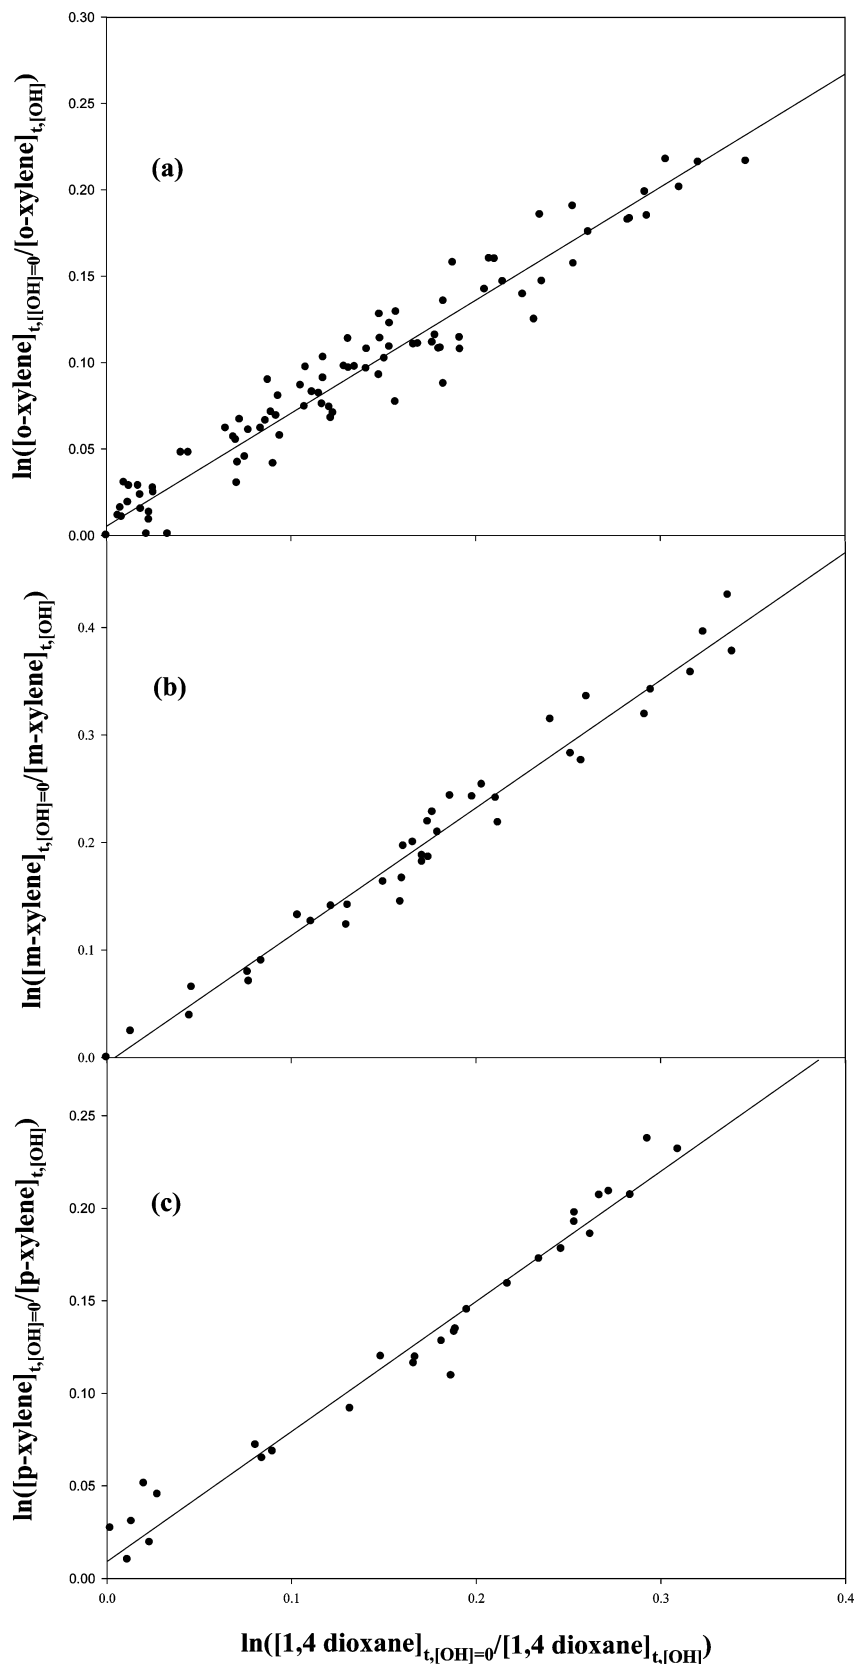 0.30
0.25
0.20
0.15
0.10
0.05
0.00
ln([o-xylene]t,[[OH]=0/[o-xylene]t,[OH])
(a)
0.4
0.3
0.2
0.1
0.0
ln([m-xylene]t,[OH]=0/[m-xylene]t,[OH])
(b)
0.25
0.20
0.15
0.10
0.05
0.00
ln([p-xylene]t,[OH]=0/[p-xylene]t,[OH])
(c)
0.0 0.1 0.2 0.3 0.4
ln([1,4 dioxane]t,[OH]=0/[1,4 dioxane]t,[OH])